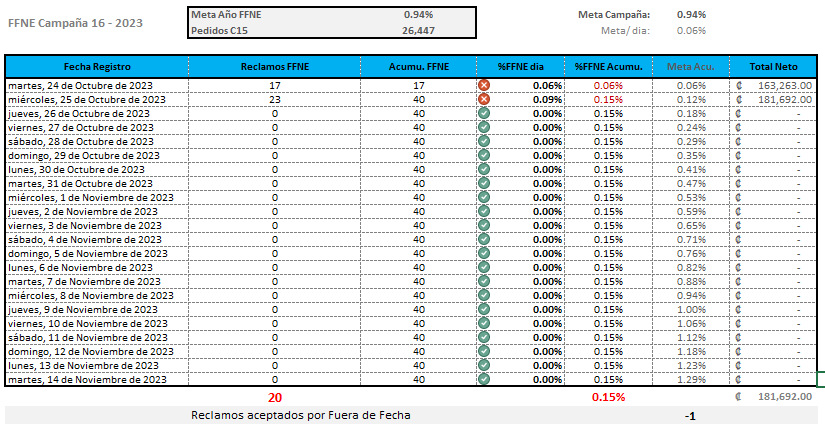 FFNE Campaña 16 - 2023
Meta Año FFNE 0.94% Meta Campaña: 0.94%
Pedidos C15 26,447 Meta/ dia: 0.06%
Fecha Registro Reclamos FFNE Acumu. FFNE %FFNE dia %FFNE Acumu. Meta Acu. Total Neto
martes, 24 de Octubre de 2023 17 17 0.06% 0.06% 0.06% ₡ 163,263.00
miércoles, 25 de Octubre de 2023 23 40 0.09% 0.15% 0.12% ₡ 181,692.00
jueves, 26 de Octubre de 2023 0 40 0.00% 0.15% 0.18% ₡ -
viernes, 27 de Octubre de 2023 0 40 0.00% 0.15% 0.24% ₡ -
sábado, 28 de Octubre de 2023 0 40 0.00% 0.15% 0.29% ₡ -
domingo, 29 de Octubre de 2023 0 40 0.00% 0.15% 0.35% ₡ -
lunes, 30 de Octubre de 2023 0 40 0.00% 0.15% 0.41% ₡ -
martes, 31 de Octubre de 2023 0 40 0.00% 0.15% 0.47% ₡ -
miércoles, 1 de Noviembre de 2023 0 40 0.00% 0.15% 0.53% ₡ -
jueves, 2 de Noviembre de 2023 0 40 0.00% 0.15% 0.59% ₡ -
viernes, 3 de Noviembre de 2023 0 40 0.00% 0.15% 0.65% ₡ -
sábado, 4 de Noviembre de 2023 0 40 0.00% 0.15% 0.71% ₡ -
domingo, 5 de Noviembre de 2023 0 40 0.00% 0.15% 0.76% ₡ -
lunes, 6 de Noviembre de 2023 0 40 0.00% 0.15% 0.82% ₡ -
martes, 7 de Noviembre de 2023 0 40 0.00% 0.15% 0.88% ₡ -
miércoles, 8 de Noviembre de 2023 0 40 0.00% 0.15% 0.94% ₡ -
jueves, 9 de Noviembre de 2023 0 40 0.00% 0.15% 1.00% ₡ -
viernes, 10 de Noviembre de 2023 0 40 0.00% 0.15% 1.06% ₡ -
sábado, 11 de Noviembre de 2023 0 40 0.00% 0.15% 1.12% ₡ -
domingo, 12 de Noviembre de 2023 0 40 0.00% 0.15% 1.18% ₡ -
lunes, 13 de Noviembre de 2023 0 40 0.00% 0.15% 1.23% ₡ -
martes, 14 de Noviembre de 2023 0 40 0.00% 0.15% 1.29% ₡ -
20 0.15% ₡ 181,692.00
Reclamos aceptados por Fuera de Fecha -1